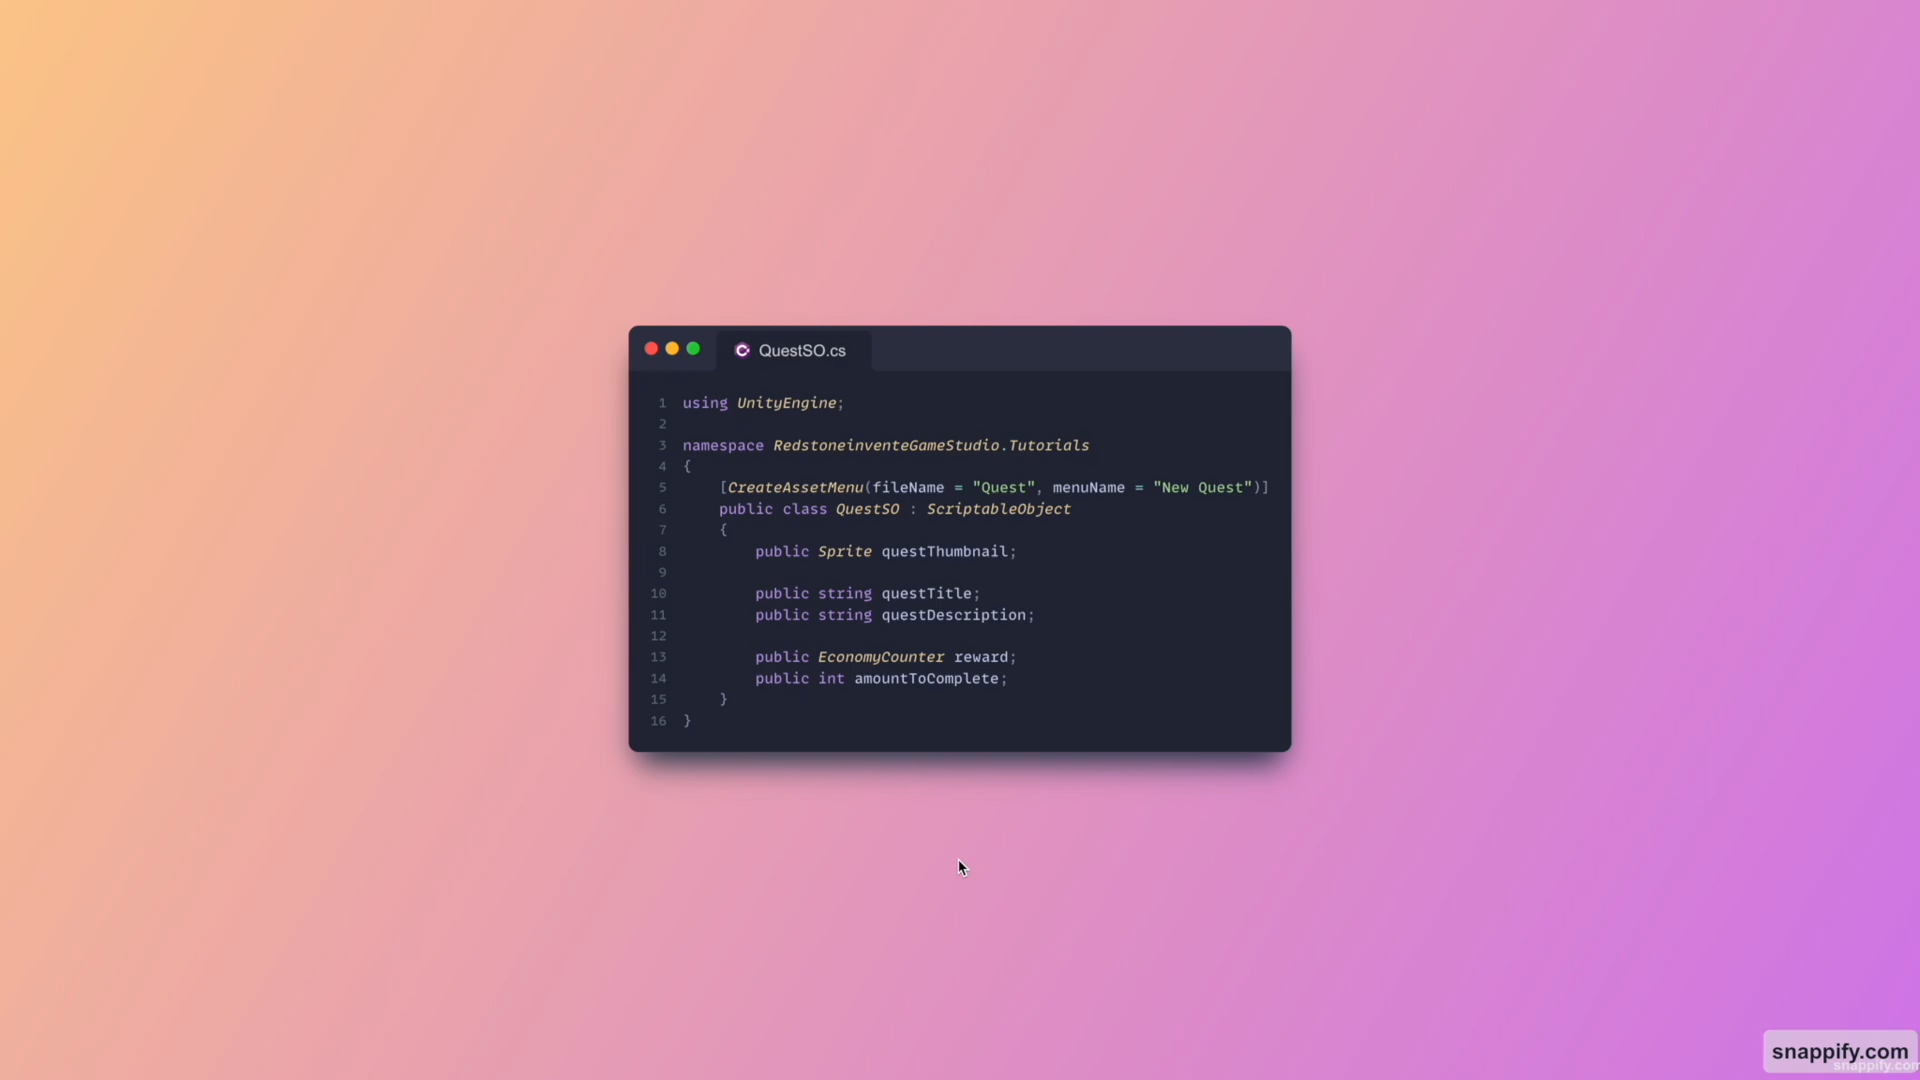 QuestSO.cs
1 using UnityEngine;
2
3 namespace RedstoneinventeGameStudio.Tutorials
4 {
5     [CreateAssetMenu(fileName = "Quest", menuName = "New Quest")]
6     public class QuestSO : ScriptableObject
7     {
8         public Sprite questThumbnail;
9
10         public string questTitle;
11         public string questDescription;
12
13         public EconomyCounter reward;
14         public int amountToComplete;
15     }
16 }
snappify.com
snappify.com